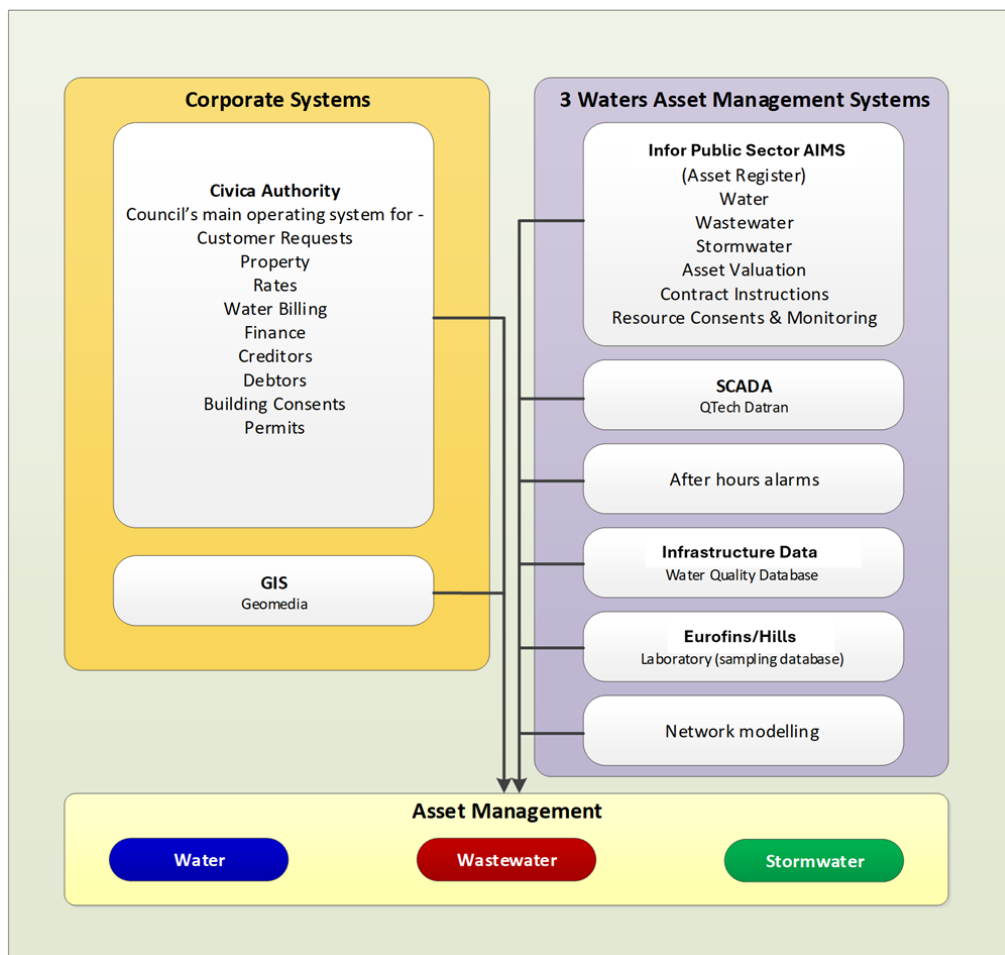 Corporate Systems
Civica Authority
Council's main operating system for -
Customer Requests
Property
Rates
Water Billing
Finance
Creditors
Debtors
Building Consents
Permits
GIS
Geomedia
3 Waters Asset Management Systems
Infor Public Sector AIMS
(Asset Register)
Water
Wastewater
Stormwater
Asset Valuation
Contract Instructions
Resource Consents & Monitoring
SCADA
QTech Datran
After hours alarms
Infrastructure Data
Water Quality Database
Eurofins/Hills
Laboratory (sampling database)
Network modelling
Asset Management
Water
Wastewater
Stormwater